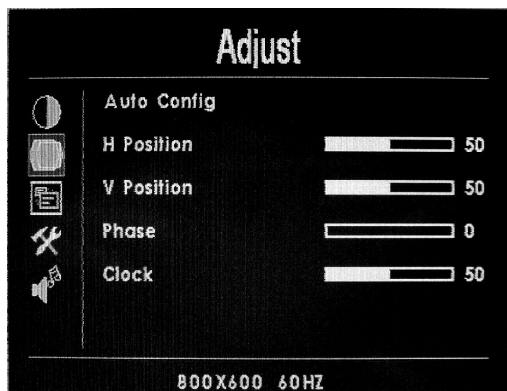 Adjust
Auto Config
H Position 50
V Position 50
Phase 0
Clock 50
800X600 60HZ